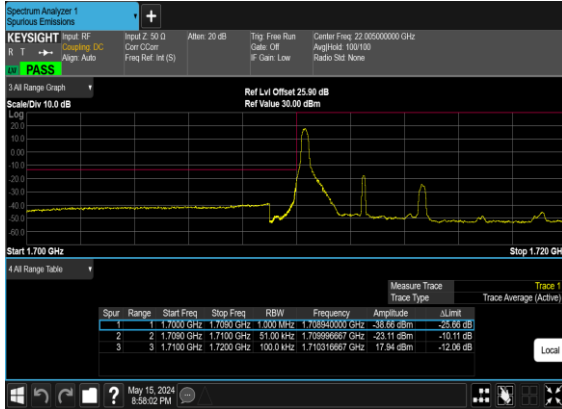 Spectrum Analyzer 1
Spurious Emissions
+
KEYSIGHT Input: RF Input Z: 50 Ω Atten: 20 dB Trig: Free Run Center Freq: 22.005000000 GHz
R T Coupling: DC Corr CCorr Gate: Off Avg|Hold: 100/100
Align: Auto Freq Ref: Int (S) IF Gain: Low Radio Std: None
PASS
3.All Range Graph Ref Lvl Offset 25.90 dB
Scale/Div 10.0 dB Ref Value 30.00 dBm
Log
20.0
10.0
0.00
-10.0
-20.0
-30.0
-40.0
-50.0
-60.0
Start 1.700 GHz Stop 1.720 GH
4 All Range Table
Measure Trace Trace 1
Trace Type Trace Average (Active)
Spur Range Start Freq Stop Freq RBW Frequency Amplitude ΔLimit
1 1 1.7000 GHz 1.7090 GHz 1.000 MHz 1.708940000 GHz -38.66 dBm -25.66 dB
2 2 1.7090 GHz 1.7100 GHz 51.00 kHz 1.709996667 GHz -23.11 dBm -10.11 dB
3 3 1.7100 GHz 1.7200 GHz 100.0 kHz 1.710316667 GHz 17.94 dBm -12.06 dB
Local
? May 15, 2024
8:58:02 PM